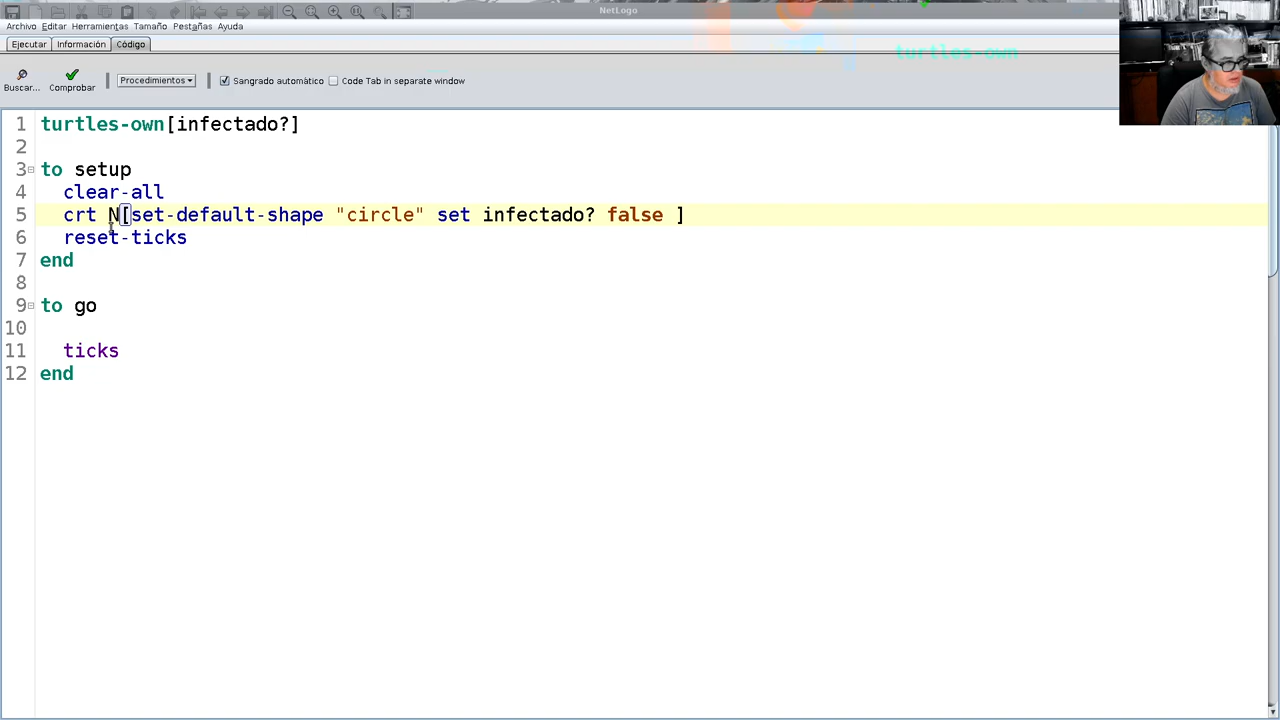 NetLogo
Archivo Editar Herramientas Tamaño Pestañas Ayuda
turtles-own
Ejecutar Información Código
Buscar... Comprobar Procedimientos Sangrado automático Code Tab in separate window
1 turtles-own[infectado?]
2
3 to setup
4 clear-all
5 crt N[set-default-shape "circle" set infectado? false ]
6 reset-ticks
7 end
8
9 to go
10
11 ticks
12 end